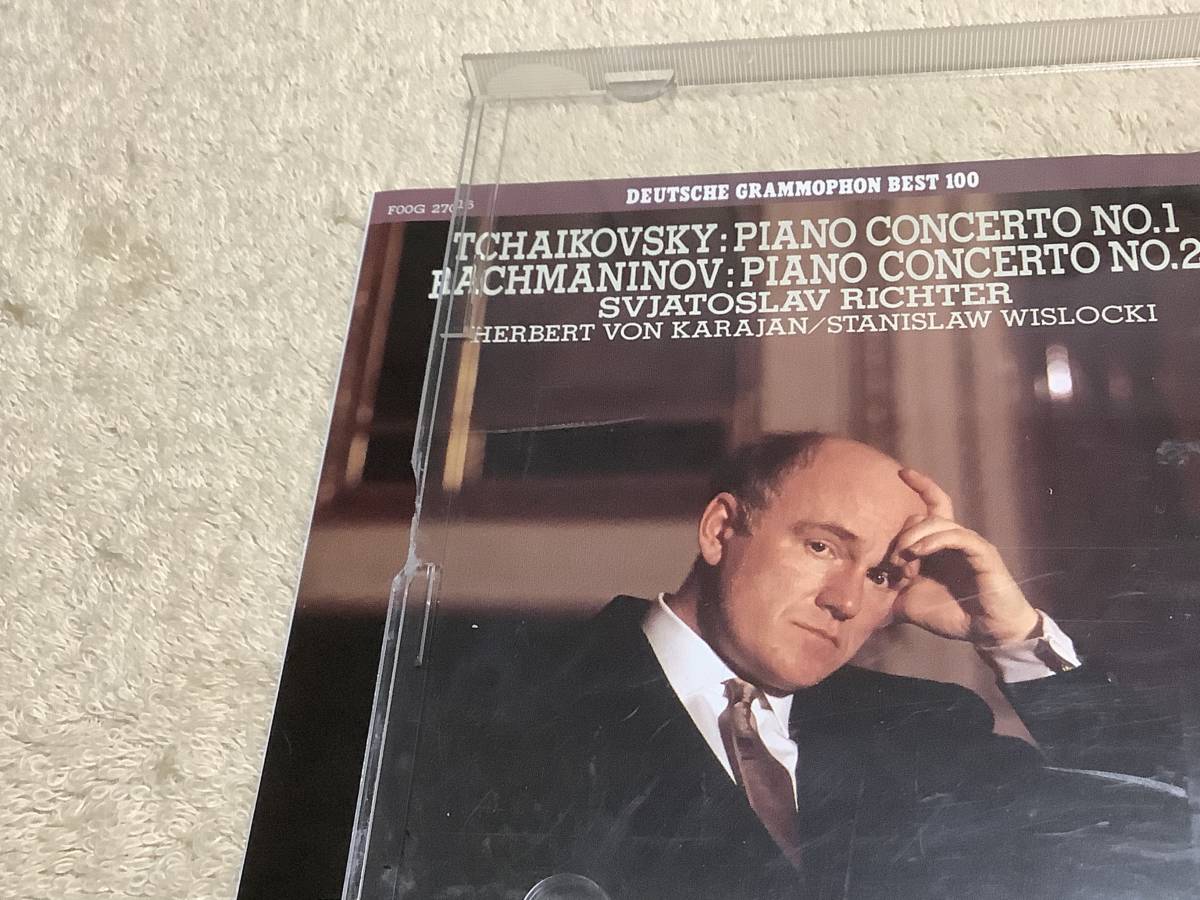 DEUTSCHE GRAMMOPHON BEST 100
FOOG
TCHAIKOVSKY: PIANO CONCERTO NO.1
RACHMANINOV: PIANO CONCERTO NO.2
SVJATOSLAV RICHTER
HERBERT VON KARAJAN/STANISLAW WISLOCKI